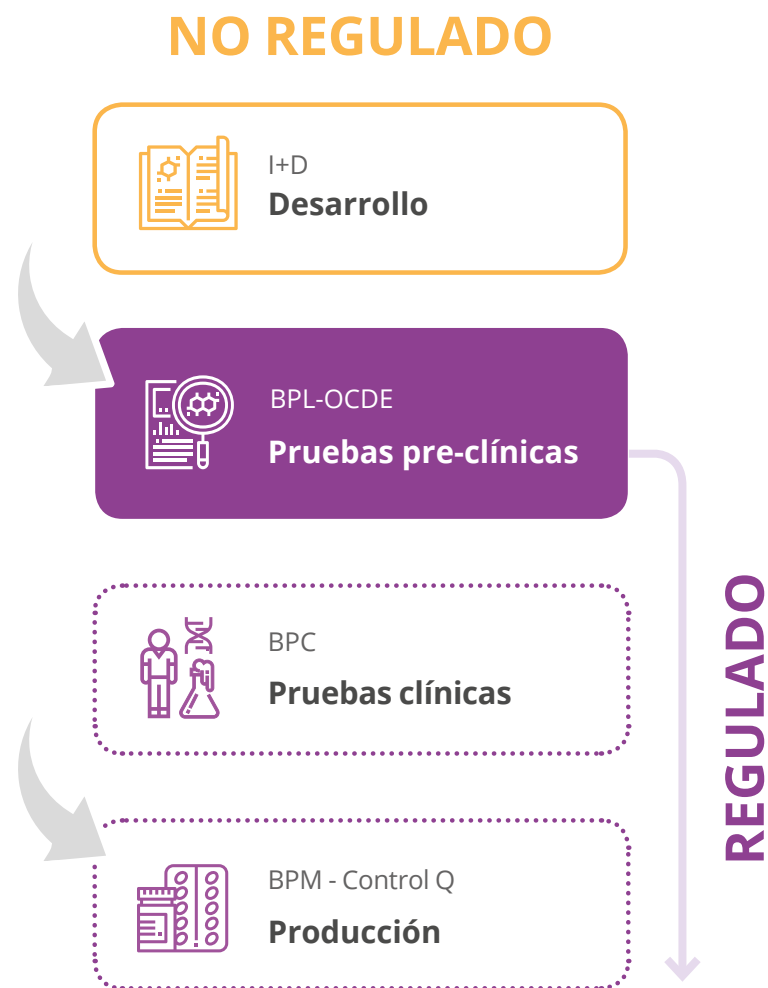 NO REGULADO
I+D
Desarrollo
BPL-OCDE
Pruebas pre-clínicas
BPC
Pruebas clínicas
BPM - Control Q
Producción
REGULADO